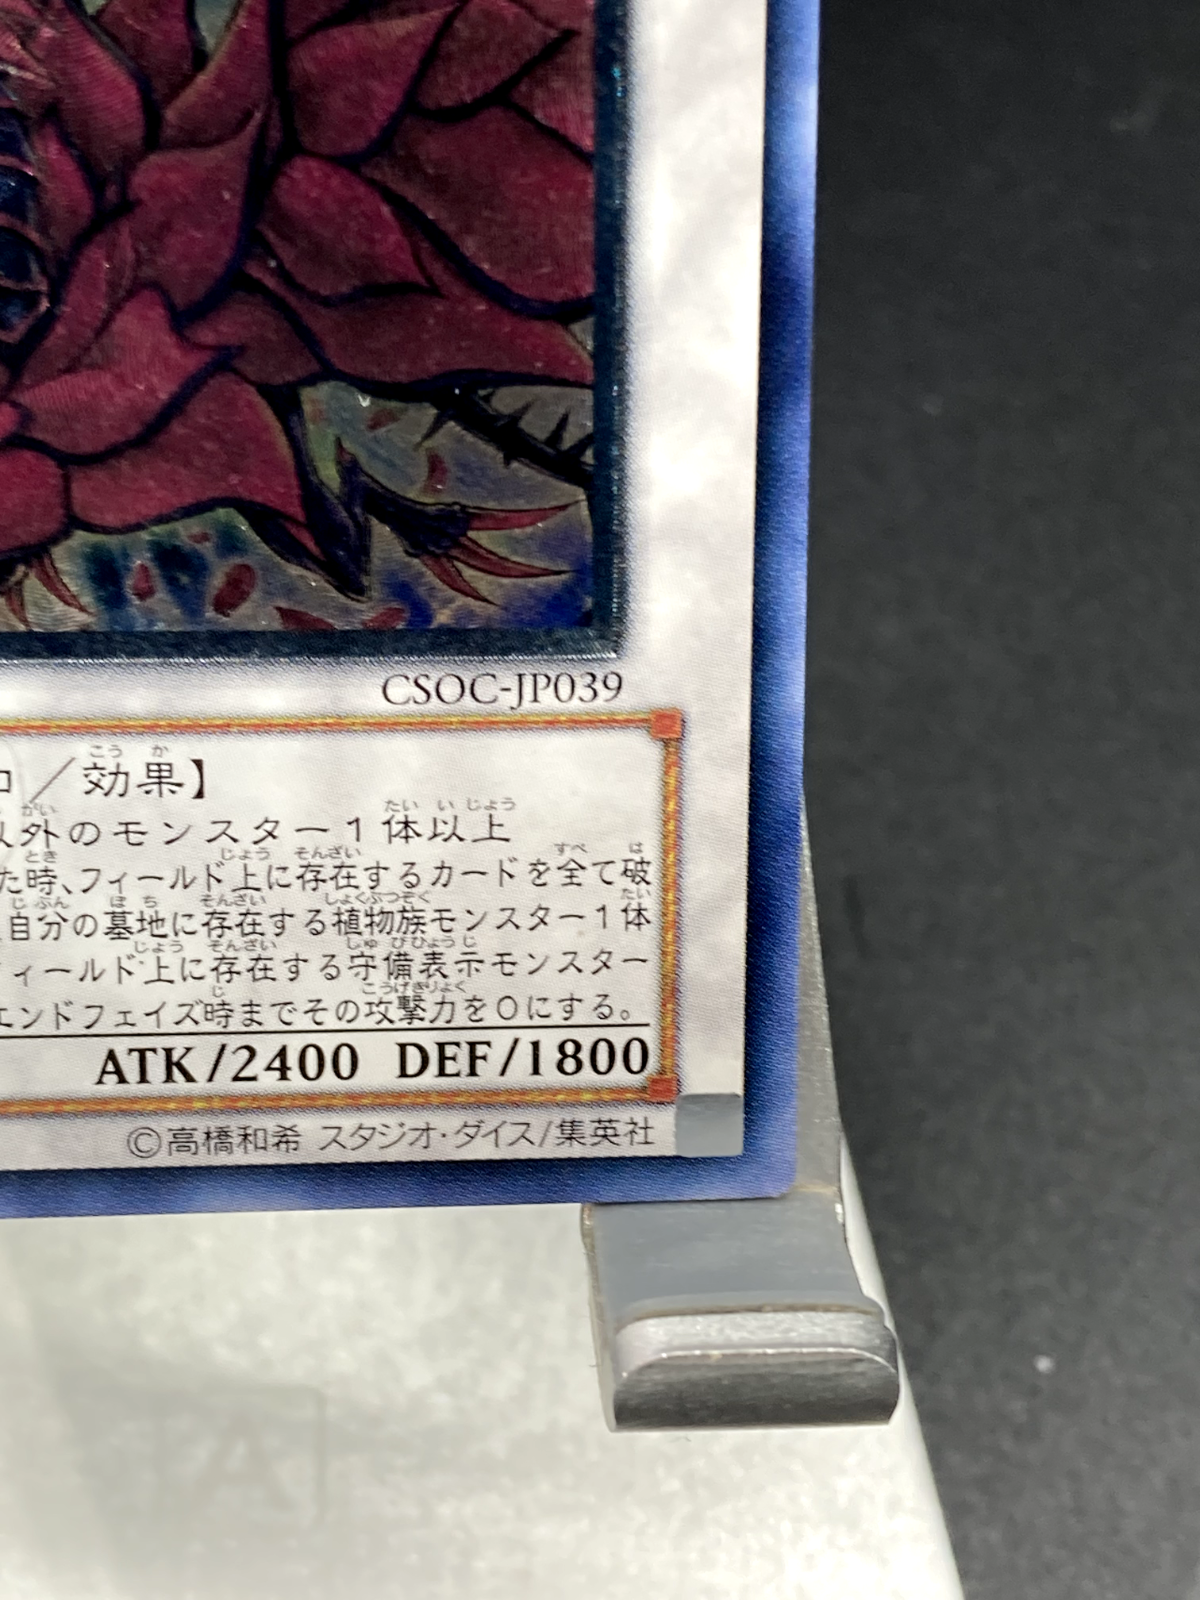 CSOC-JP039
／効果】
外のモンスター１体以上
た時、フィールド上に存在するカードを全て破
自分の墓地に存在する植物族モンスター１体
ィールド上に存在する守備表示モンスター
エンドフェイズ時までその攻撃力を０にする。
ATK/2400 DEF/1800
©高橋和希 スタジオ・ダイス/集英社